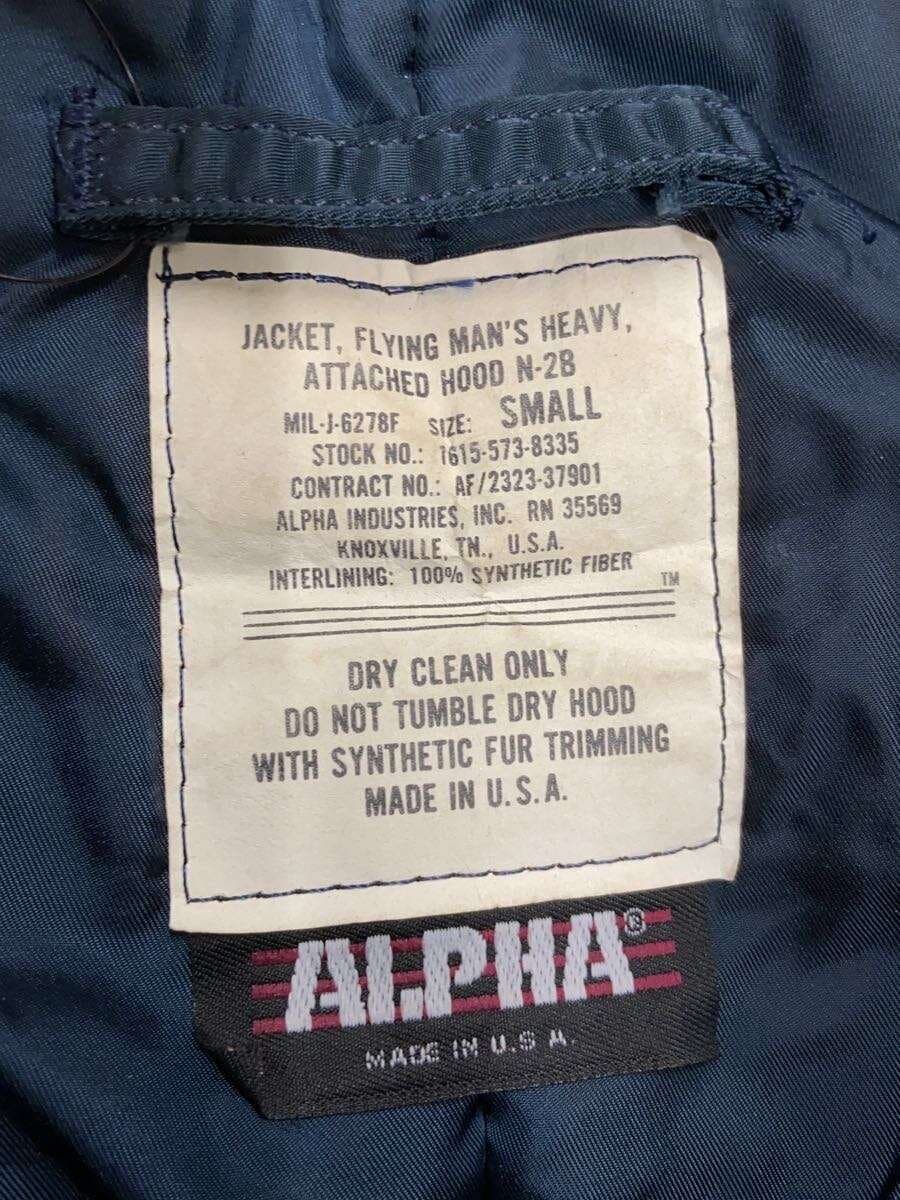 JACKET, FLYING MAN'S HEAVY,
ATTACHED HOOD N-2B
MIL-J-6278F SIZE: SMALL
STOCK NO.: 1615-573-8335
CONTRACT NO.: AF/2323-37901
ALPHA INDUSTRIES, INC. RN 35569
KNOXVILLE, TN., U.S.A.
INTERLINING: 100% SYNTHETIC FIBER
TM
DRY CLEAN ONLY
DO NOT TUMBLE DRY HOOD
WITH SYNTHETIC FUR TRIMMING
MADE IN U.S.A.
ALPHA®
MADE IN U.S A.